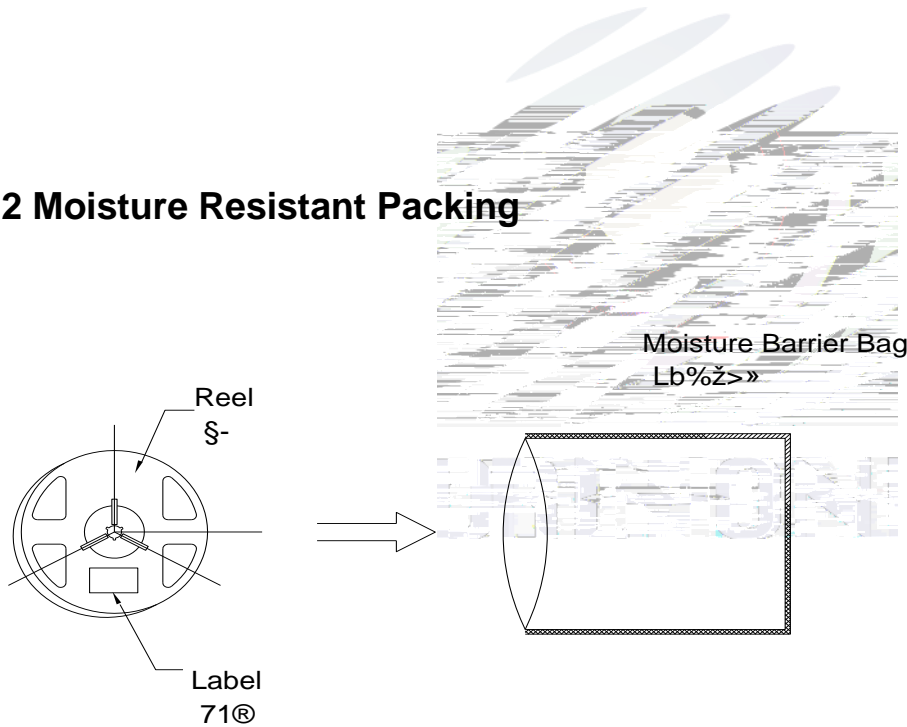 2 Moisture Resistant Packing
Moisture Barrier Bag
Lb%ž>»
Reel
§-
Label
71®